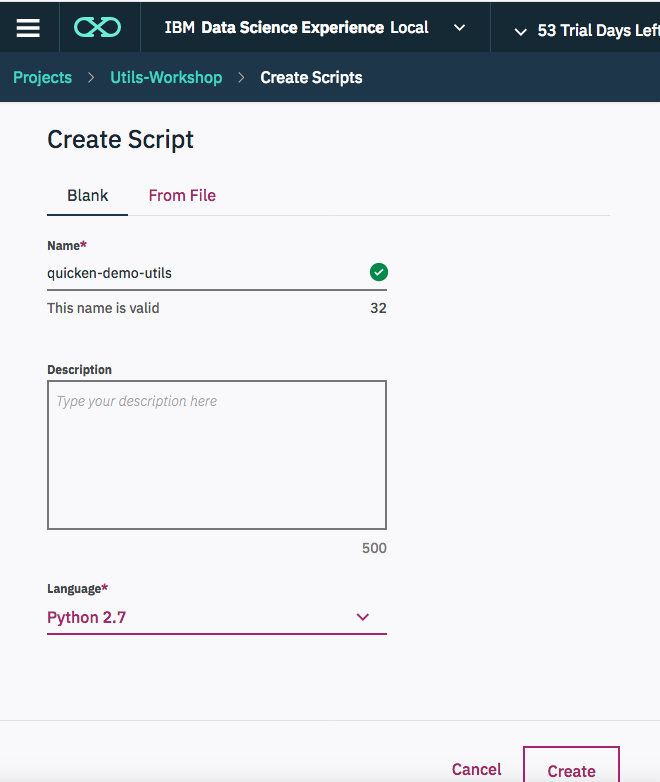 IBM Data Science Experience Local
53 Trial Days Left
Projects > Utils-Workshop > Create Scripts
Create Script
Blank From File
Name*
quicken-demo-utils
This name is valid 32
Description
Type your description here
500
Language*
Python 2.7
Cancel Create